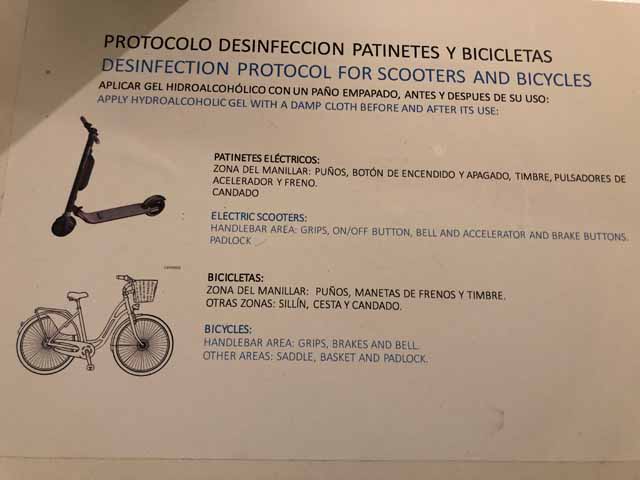 PROTOCOLO DESINFECCION PATINETES Y BICICLETAS
DESINFECTION PROTOCOL FOR SCOOTERS AND BICYCLES
APLICAR GEL HIDROALCOHÓLICO CON UN PAÑO EMPAPADO, ANTES Y DESPUES DE SU USO:
APPLY HYDROALCOHOLIC GEL WITH A DAMP CLOTH BEFORE AND AFTER ITS USE:
PATINETES ELÉCTRICOS:
ZONA DEL MANILLAR: PUÑOS, BOTÓN DE ENCENDIDO Y APAGADO, TIMBRE, PULSADORES DE
ACELERADOR Y FRENO.
CANDADO
ELECTRIC SCOOTERS:
HANDLEBAR AREA: GRIPS, ON/OFF BUTTON, BELL AND ACCELERATOR AND BRAKE BUTTONS.
PADLOCK
BICICLETAS:
ZONA DEL MANILLAR: PUÑOS, MANETAS DE FRENOS Y TIMBRE.
OTRAS ZONAS: SILLÍN, CESTA Y CANDADO.
BICYCLES:
HANDLEBAR AREA: GRIPS, BRAKES AND BELL.
OTHER AREAS: SADDLE, BASKET AND PADLOCK.